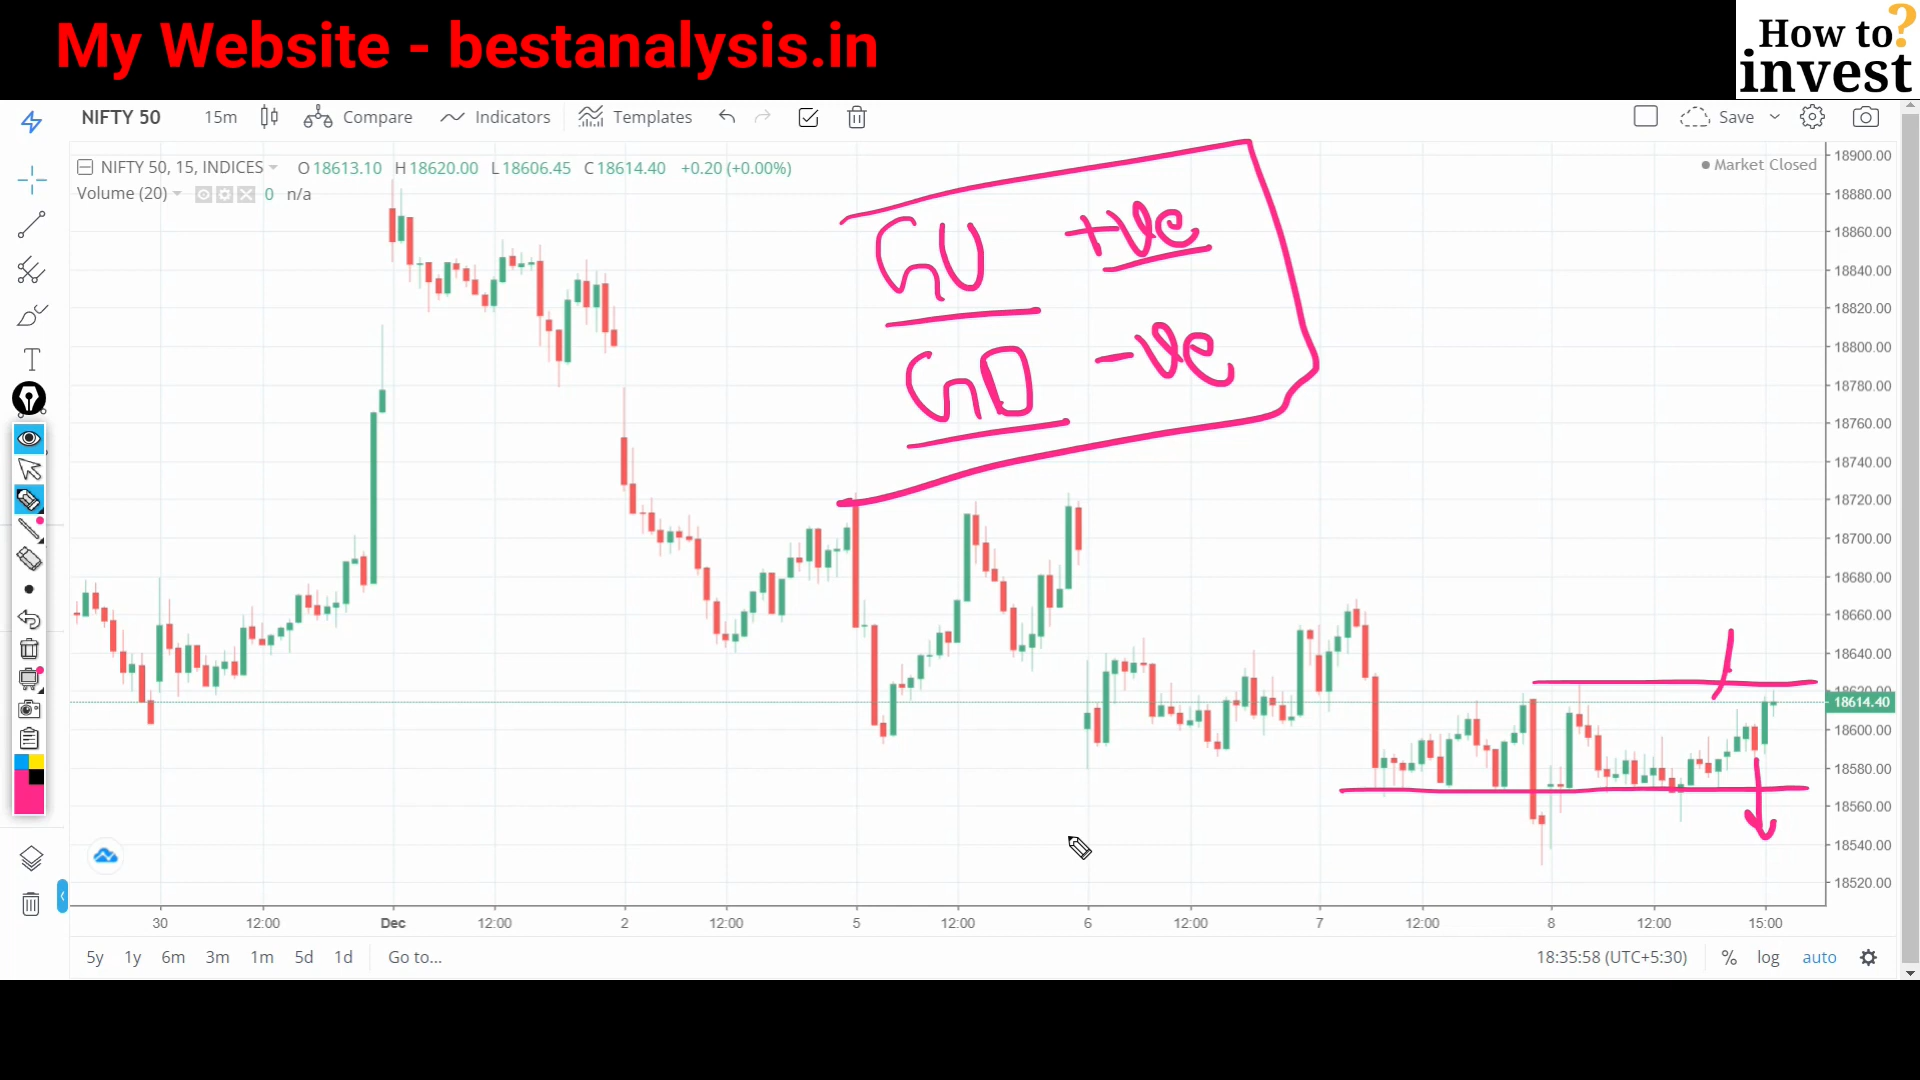 My Website - bestanalysis.in
How to?
invest
NIFTY 50 15m Compare Indicators Templates Save
NIFTY 50, 15, INDICES O18613.10 H18620.00 L18606.45 C18614.40 +0.20 (+0.00%)
Market Closed
Volume (20) 0 n/a
GU +ve
GD -ve
18900.00
18880.00
18860.00
18840.00
18820.00
18800.00
18780.00
18760.00
18740.00
18720.00
18700.00
18680.00
18660.00
18640.00
18620.00
18614.40
18600.00
18580.00
18560.00
18540.00
18520.00
30 12:00 Dec 12:00 2 12:00 5 12:00 6 12:00 7 12:00 8 12:00 15:00
5y 1y 6m 3m 1m 5d 1d Go to... 18:35:58 (UTC+5:30) % log auto